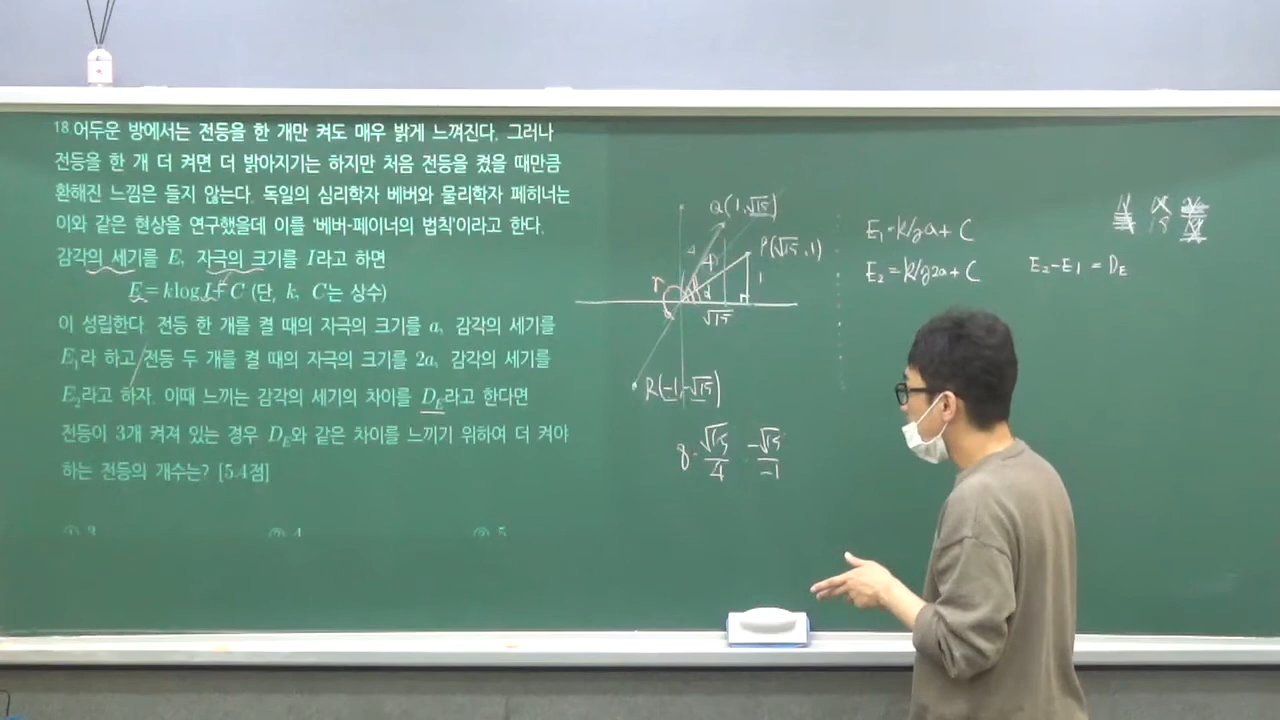 18 어두운 방에서는 전등을 한 개만 켜도 매우 밝게 느껴진다. 그러나
전등을 한 개 더 켜면 더 밝아지기는 하지만 처음 전등을 켰을 때만큼
환해진 느낌은 들지 않는다. 독일의 심리학자 베버와 물리학자 페히너는
이와 같은 현상을 연구했을데 이를 '베버-페이너의 법칙'이라고 한다.
감각의 세기를 E, 자극의 크기를 I라고 하면
E = k log I + C (단, k, C는 상수)
이 성립한다. 전등 한 개를 켤 때의 자극의 크기를 a, 감각의 세기를
E₁라 하고 전등 두 개를 켤 때의 자극의 크기를 2a, 감각의 세기를
E₂라고 하자. 이때 느끼는 감각의 세기의 차이를 D_E라고 한다면
전등이 3개 켜져 있는 경우 D_E와 같은 차이를 느끼기 위하여 더 켜야
하는 전등의 개수는? [5.4점]
① 3 ② 4 ③ 5
Q(1,√15)
P(√15,1)
1
√15
R(-1,-√15)
8·√15/4·-√15/-1
E₁=klog a+C
E₂=klog 2a+C
E₂-E₁=D_E